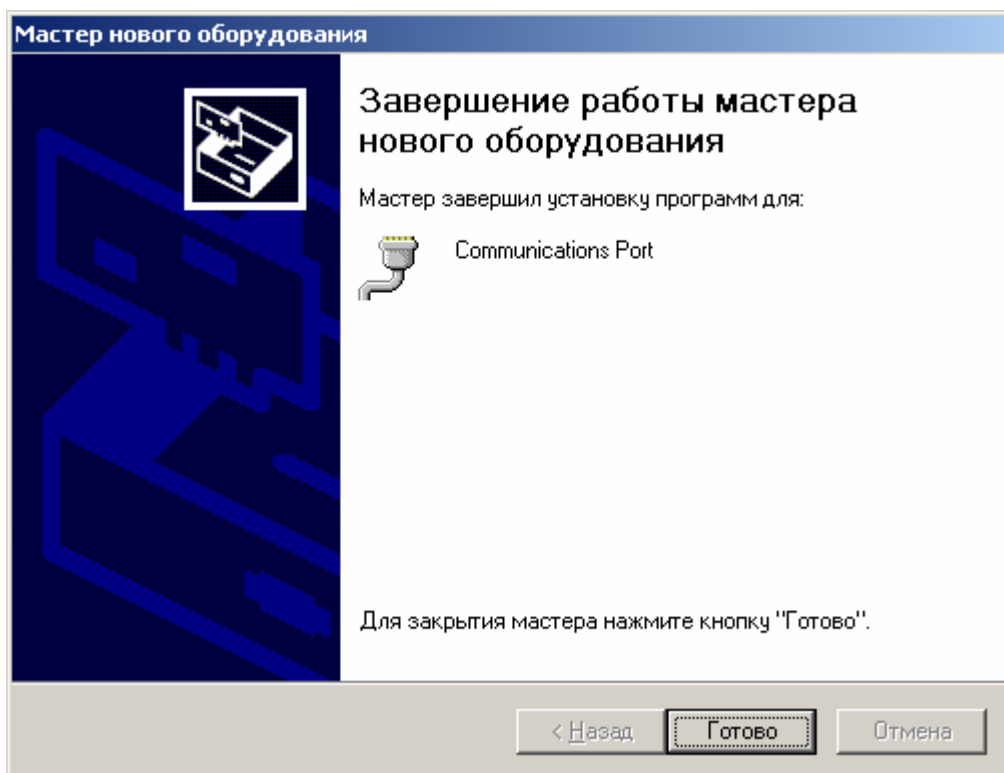 Мастер нового оборудования
Завершение работы мастера
нового оборудования
Мастер завершил установку программ для:
Communications Port
Для закрытия мастера нажмите кнопку "Готово".
< Назад
Готово
Отмена